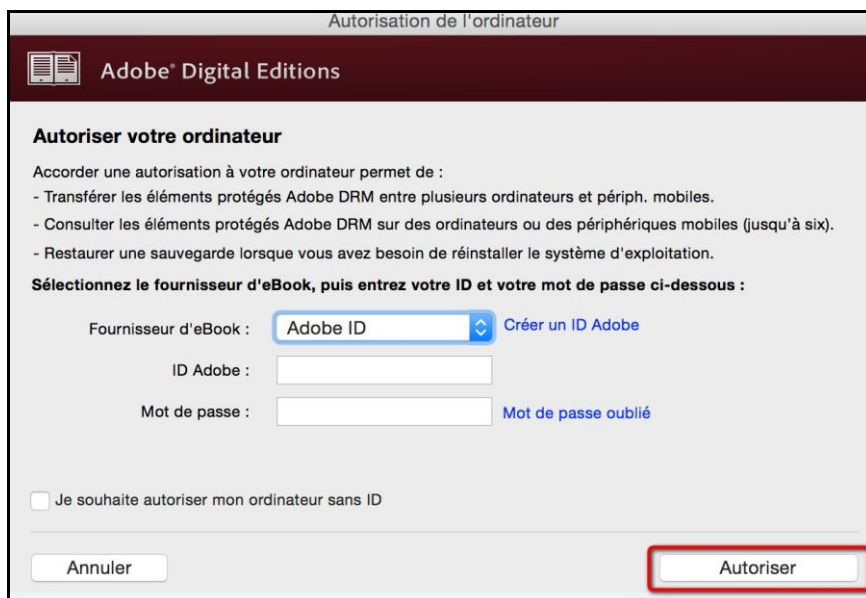 Autorisation de l'ordinateur
Adobe® Digital Editions
Autoriser votre ordinateur
Accorder une autorisation à votre ordinateur permet de :
- Transférer les éléments protégés Adobe DRM entre plusieurs ordinateurs et périph. mobiles.
- Consulter les éléments protégés Adobe DRM sur des ordinateurs ou des périphériques mobiles (jusqu'à six).
- Restaurer une sauvegarde lorsque vous avez besoin de réinstaller le système d'exploitation.
Sélectionnez le fournisseur d'eBook, puis entrez votre ID et votre mot de passe ci-dessous :
Fournisseur d'eBook : Adobe ID Créer un ID Adobe
ID Adobe :
Mot de passe : Mot de passe oublié
Je souhaite autoriser mon ordinateur sans ID
Annuler Autoriser